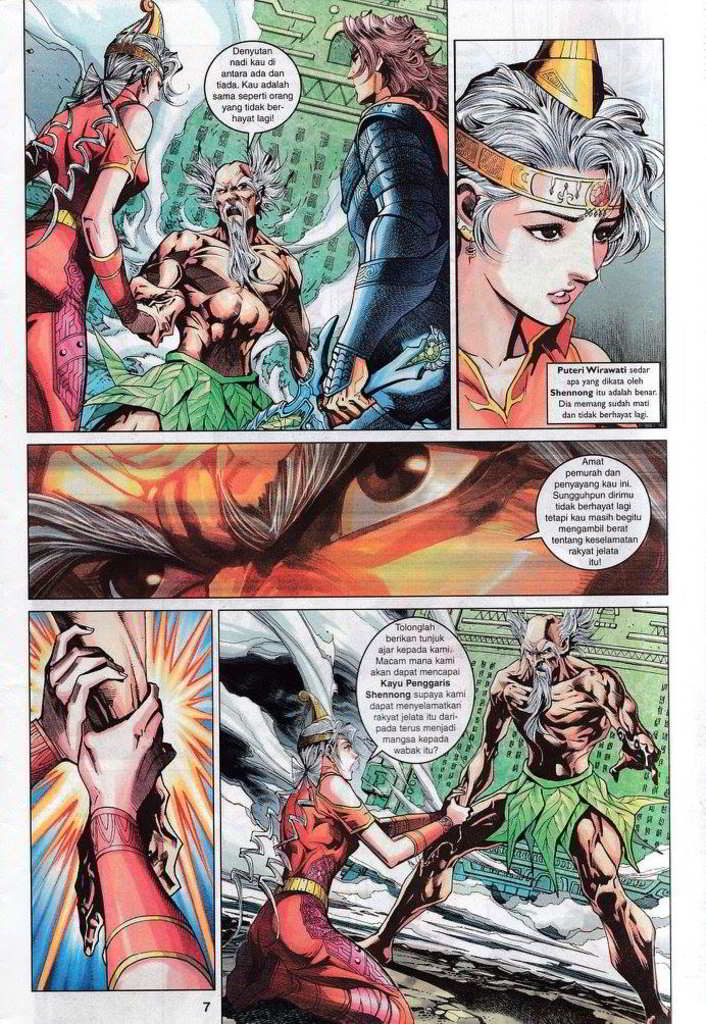 Denyutan
nadi kau di
antara ada dan
tiada. Kau adalah
sama seperti orang
yang tidak ber-
hayat lagi!
Puteri Wirawati sedar
apa yang dikata oleh
Shennong itu adalah benar.
Dia memang sudah mati
dan tidak berhayat lagi.
Amat
pemurah dan
penyayang kau ini.
Sungguhpun dirimu
tidak berhayat lagi
tetapi kau masih begitu
mengambil berat
tentang keselamatan
rakyat jelata
itu!
Tolonglah
berikan tunjuk
ajar kepada kami.
Macam mana kami
akan dapat mencapai
Kayu Penggaris
Shennong supaya kami
dapat menyelamatkan
rakyat jelata itu dari-
pada terus menjadi
mangsa kepada
wabak itu?
7